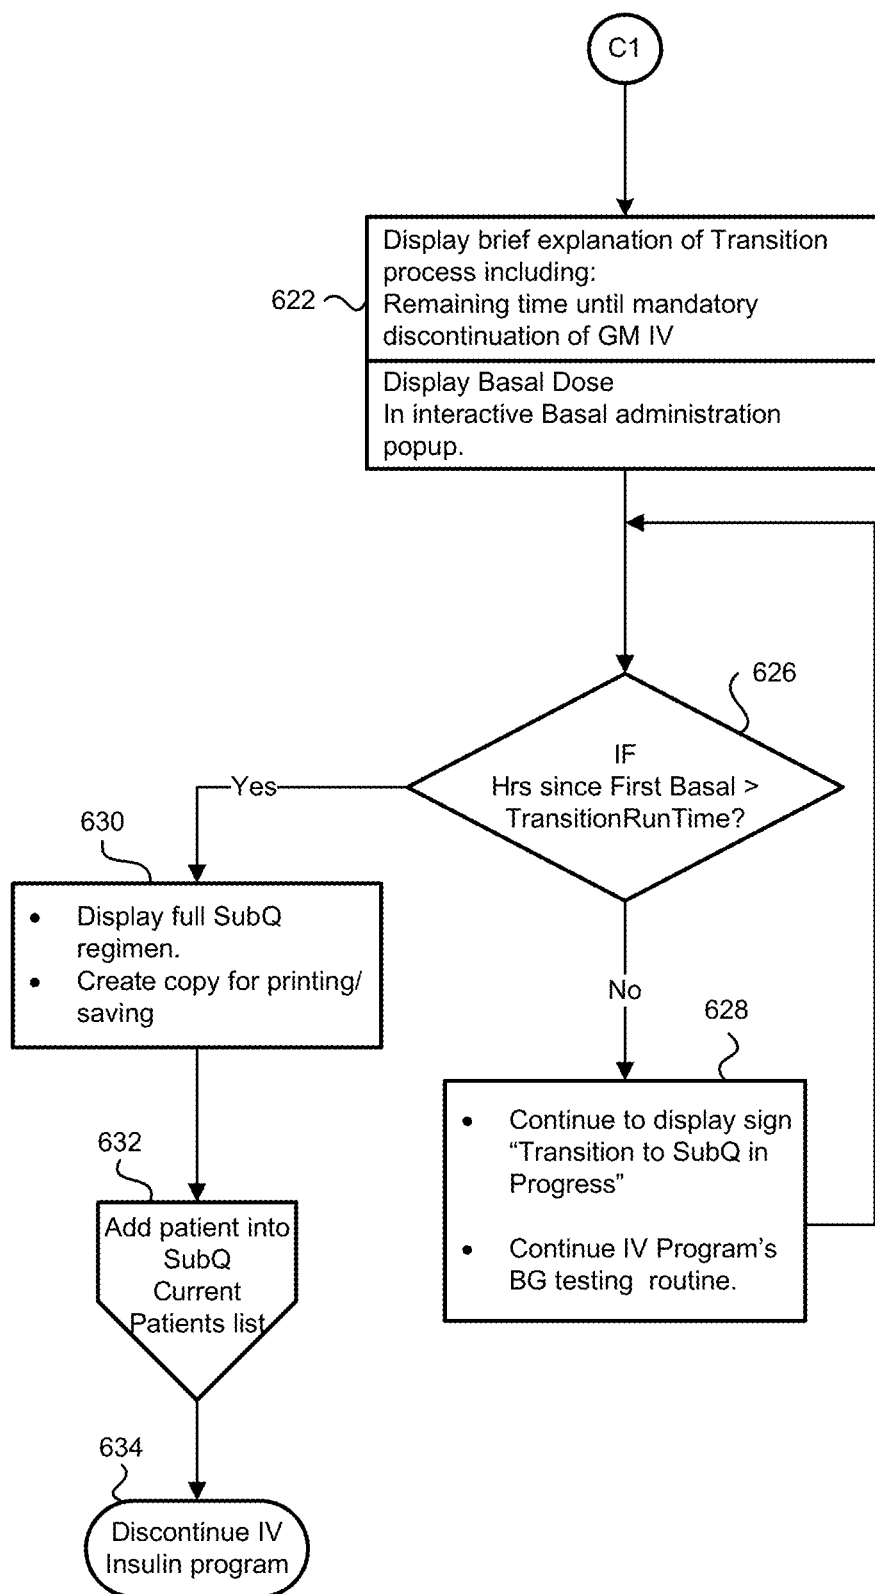 C1
Display brief explanation of Transition
process including:
Remaining time until mandatory
discontinuation of GM IV
622
Display Basal Dose
In interactive Basal administration
popup.
626
IF
Hrs since First Basal >
TransitionRunTime?
Yes
630
• Display full SubQ
regimen.
• Create copy for printing/
saving
No
628
• Continue to display sign
“Transition to SubQ in
Progress”
• Continue IV Program’s
BG testing routine.
632
Add patient into
SubQ
Current
Patients list
634
Discontinue IV
Insulin program